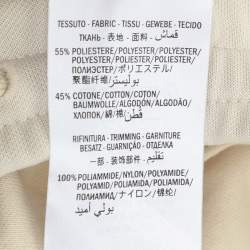 TESSUTO - FABRIC - TISSU - GEWEBE - TECIDO
ТКАНЬ - 表地 - 面料 - قماش
55% POLIESTERE/POLYESTER/POLYESTER/
POLYESTER/POLIÉSTER/POLIÉSTER/
ПОЛИЭСТЕР/ポリエステル/
聚酯纤维/ بوليستر
45% COTONE/COTTON/COTON/
BAUMWOLLE/ALGODÓN/ALGODÃO/
ХЛОПОК/綿/棉/ قطن
RIFINITURA - TRIMMING - GARNITURE
BESATZ - GUARNICIÓN - ОТДЕЛКА
一部 - 装饰部件 - تقليم
100% POLIAMMIDE/NYLON/POLYAMIDE/
POLYAMID/POLIAMIDA/POLIAMIDA/
ПОЛИАМИД/ナイロン/锦纶/
بولي أميد